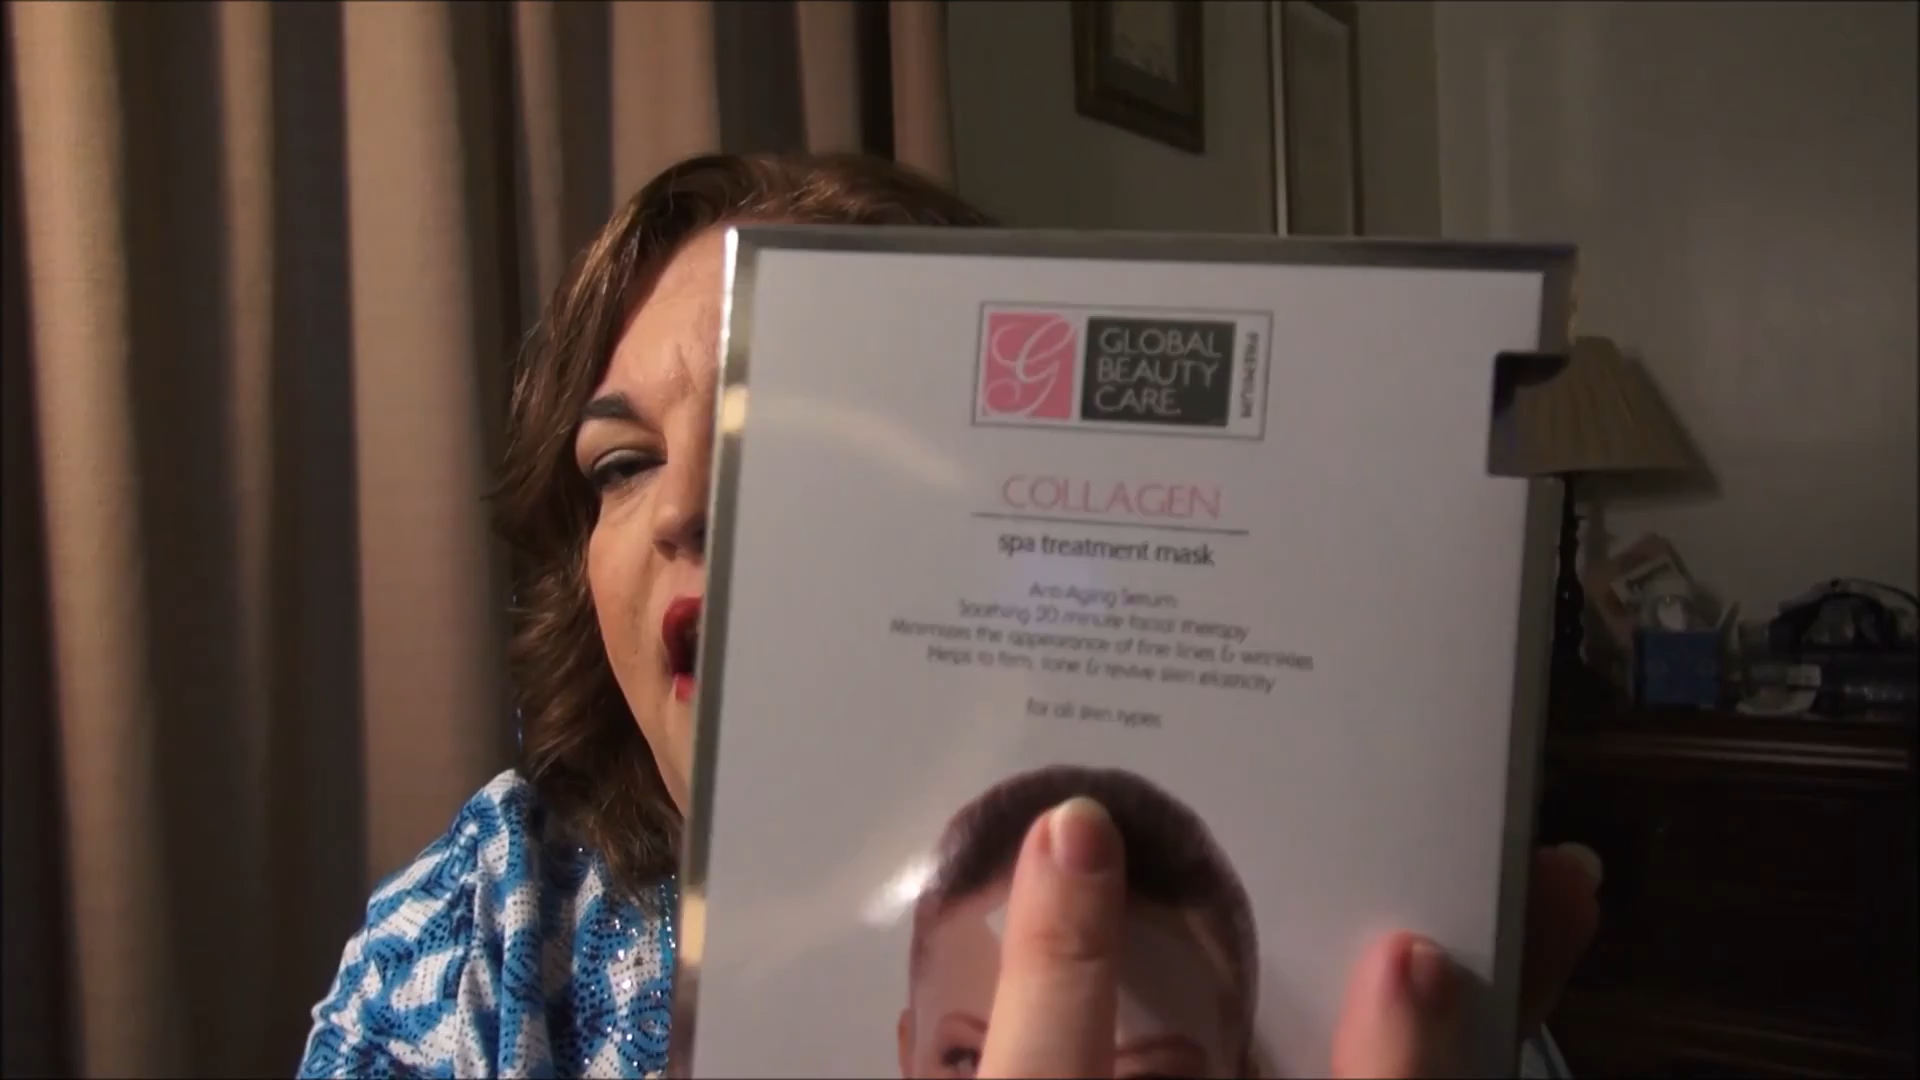 GLOBAL
BEAUTY
CARE
PREMIUM
COLLAGEN
spa treatment mask
Anti-Aging Serum
Soothing 20 minute facial therapy
Minimizes the appearance of fine lines & wrinkles
Helps to firm, tone & revive skin elasticity
for all skin types